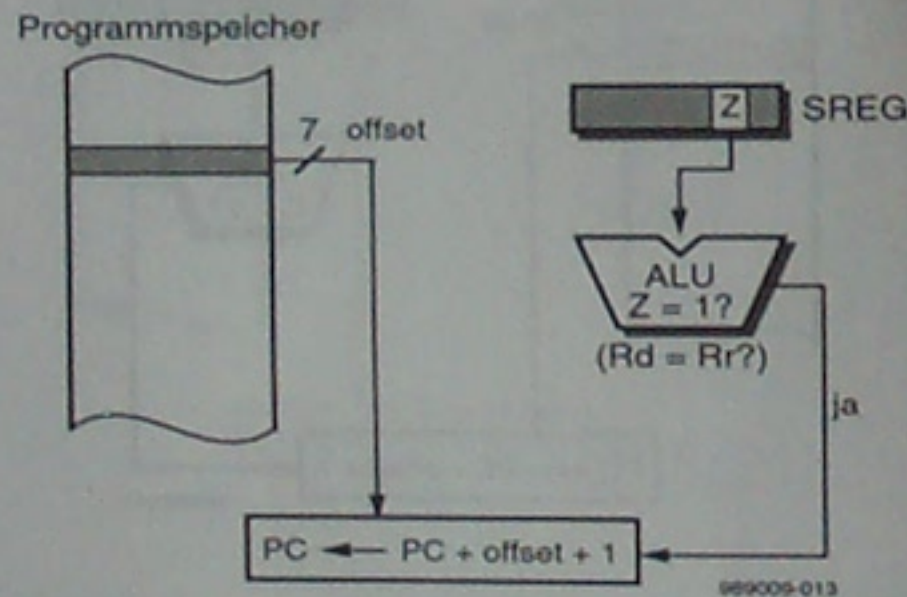 Programmspeicher
7 offset
Z SREG
ALU
Z = 1?
(Rd = Rr?)
ja
PC ← PC + offset + 1
989009-013